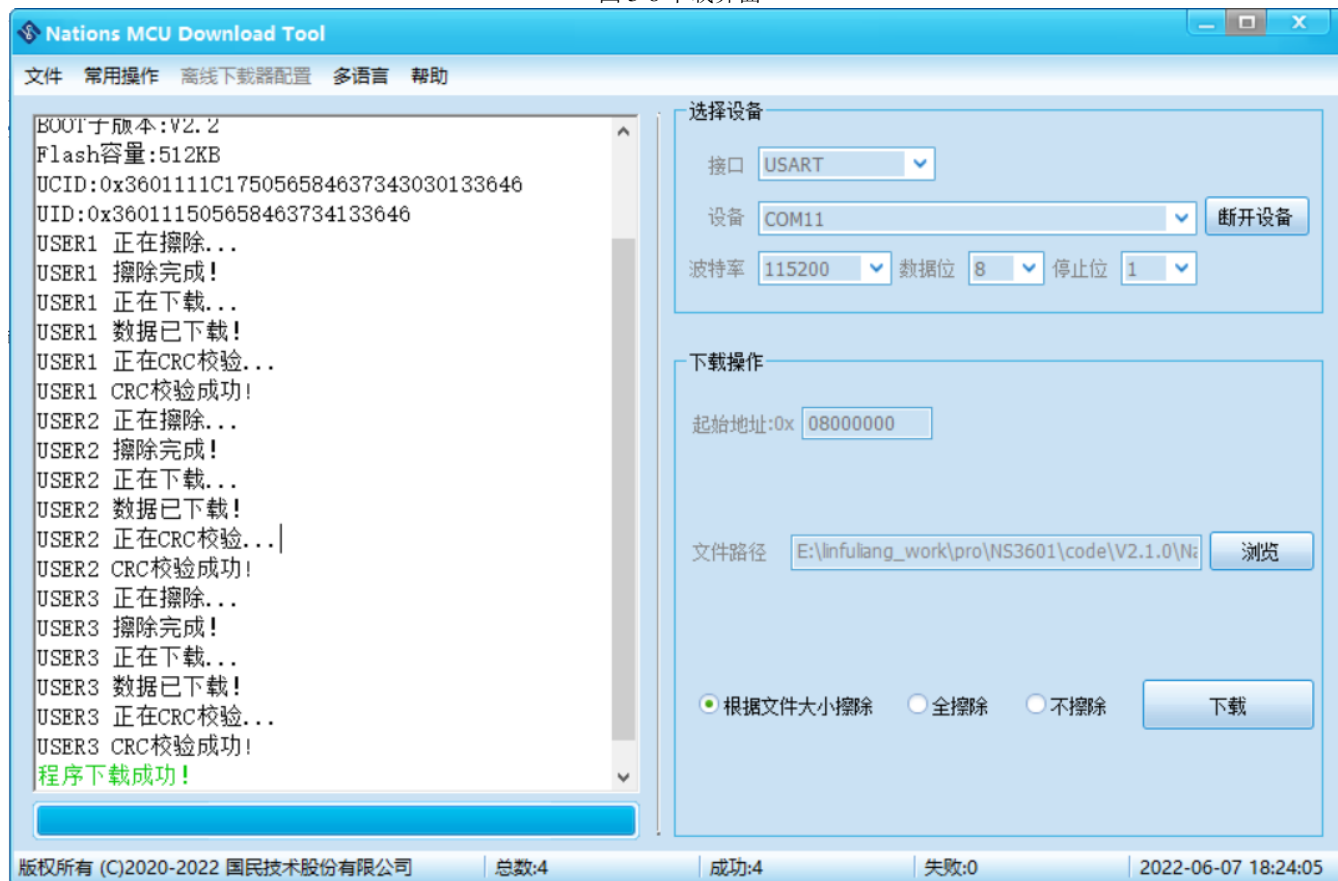 Nations MCU Download Tool
文件 常用操作 离线下载器配置 多语言 帮助
BOOT子版本:V2.2
Flash容量:512KB
UCID:0x3601111C17505658463734303013​3646
UID:0x360111505658463734133646
USER1 正在擦除...
USER1 擦除完成!
USER1 正在下载...
USER1 数据已下载!
USER1 正在CRC校验...
USER1 CRC校验成功!
USER2 正在擦除...
USER2 擦除完成!
USER2 正在下载...
USER2 数据已下载!
USER2 正在CRC校验...
USER2 CRC校验成功!
USER3 正在擦除...
USER3 擦除完成!
USER3 正在下载...
USER3 数据已下载!
USER3 正在CRC校验...
USER3 CRC校验成功!
程序下载成功!
选择设备
接口 USART
设备 COM11 断开设备
波特率 115200 数据位 8 停止位 1
下载操作
起始地址:0x 08000000
文件路径 E:\linfuliang_work\pro\NS3601\code\V2.1.0\Na 浏览
根据文件大小擦除 全擦除 不擦除 下载
版权所有 (C)2020-2022 国民技术股份有限公司 总数:4 成功:4 失败:0 2022-06-07 18:24:05